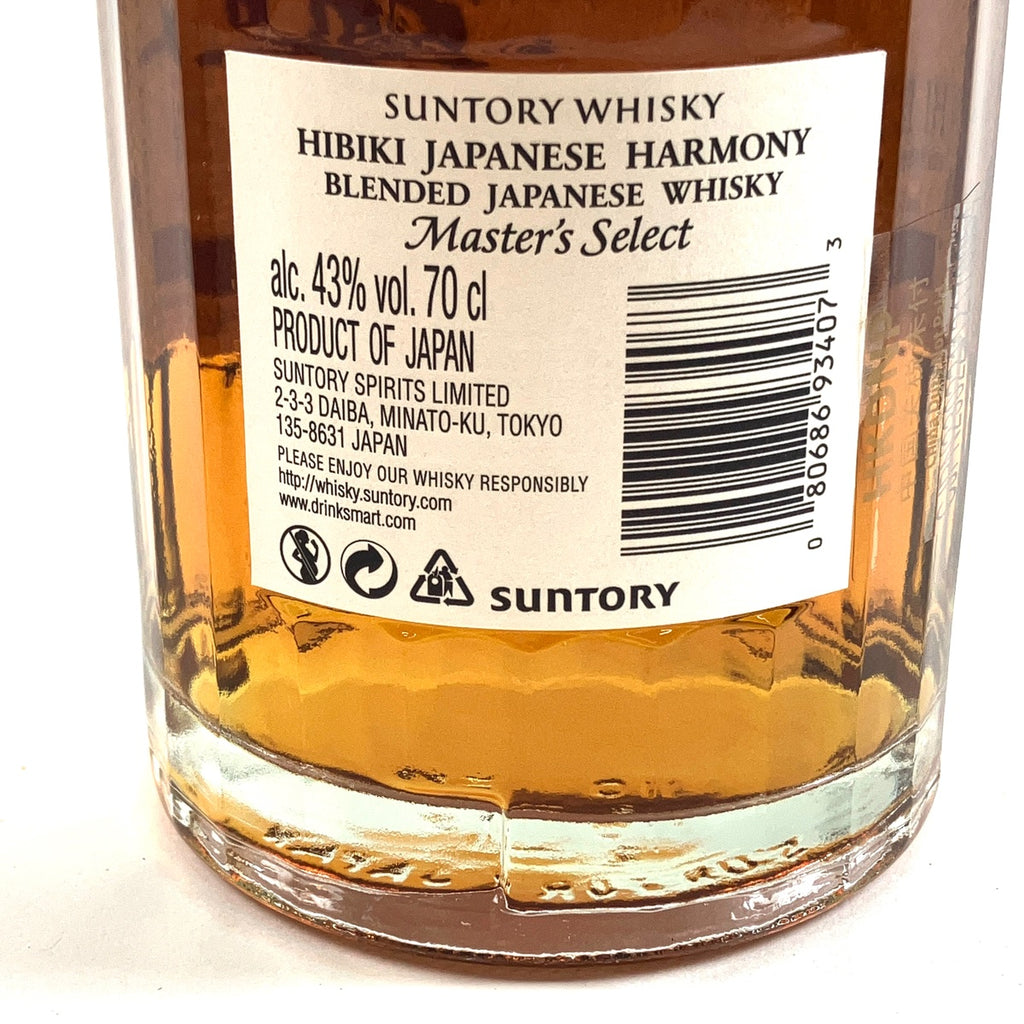 SUNTORY WHISKY
HIBIKI JAPANESE HARMONY
BLENDED JAPANESE WHISKY
Master's Select
alc. 43% vol. 70 cl
PRODUCT OF JAPAN
SUNTORY SPIRITS LIMITED
2-3-3 DAIBA, MINATO-KU, TOKYO
135-8631 JAPAN
PLEASE ENJOY OUR WHISKY RESPONSIBLY
http://whisky.suntory.com
www.drinksmart.com
SUNTORY
0 80686 93407 3